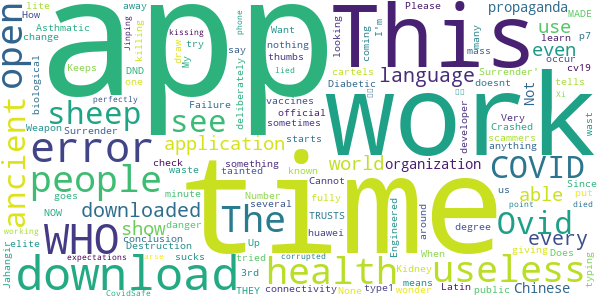 away How lite Asthmatic change
biological
open
Keeps
app
Jinping kissing phone
looking DND one killing
My draw try
nothing
thumbs
say
deliberately
Want
lied
coming
official
sometimes
I'm
mass
This
Please propaganda
How
use
even
learn
MADE
p7
occur
cv19
many
Not
Surrender'
doesnt
Xi
tells
anything
wast
language
cartels
Diabetic
vaccines
ancient
sheep
see
Weapon
Surrender
Failure
tainted
error
application
check
something
starts
work
developer
Very
Crashed
scammers
COVID
people
waste
minute
world
known
organization
Cannot
Since
put
died
able
WHO
goes
downloaded
show
danger
The
Number
several
Up
tried
fully
TRUSTS
huawei
time
around
us
When
giving
point
Ovid
every
elite
NOW
Destruction
conclusion
sucks
THEY
3rd
connectivity
None
type1
degree
wonder
Engineered
Does
perfectly
Jahangir
working
expectations
download
CovidSafe
corrupted
health
Kidney
means
useless
public
Latin
typing
Chinese